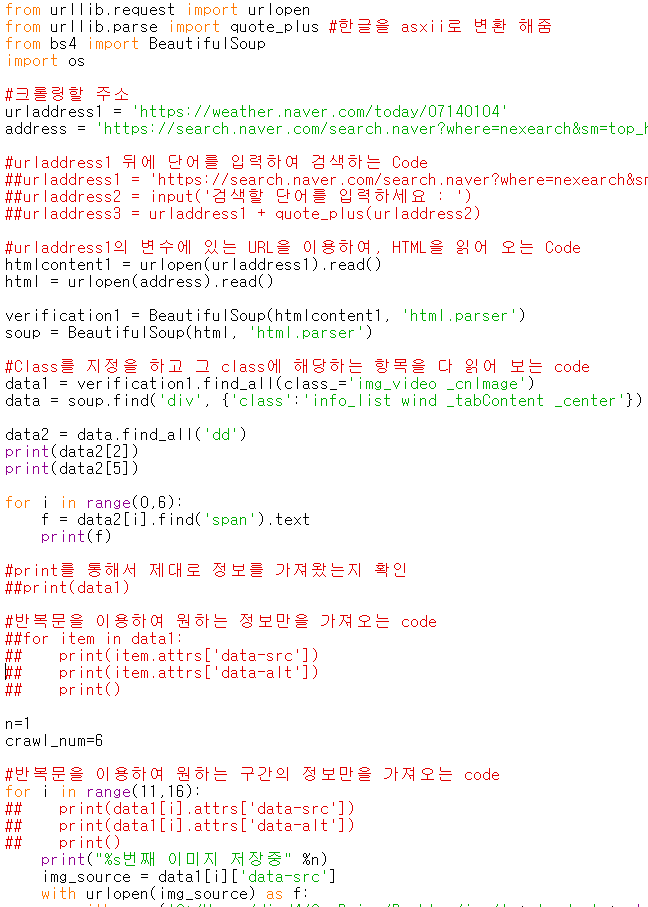 from urllib.request import urlopen
from urllib.parse import quote_plus #한글을 asxii로 변환 해줌
from bs4 import BeautifulSoup
import os
#크롤링할 주소
urladdress1 = 'https://weather.naver.com/today/07140104'
address = 'https://search.naver.com/search.naver?where=nexearch&sm=top_h
#urladdress1 뒤에 단어를 입력하여 검색하는 Code
##urladdress1 = 'https://search.naver.com/search.naver?where=nexearch&sm
##urladdress2 = input('검색할 단어를 입력하세요 : ')
##urladdress3 = urladdress1 + quote_plus(urladdress2)
#urladdress1의 변수에 있는 URL을 이용하여, HTML을 읽어 오는 Code
htmlcontent1 = urlopen(urladdress1).read()
html = urlopen(address).read()
verification1 = BeautifulSoup(htmlcontent1, 'html.parser')
soup = BeautifulSoup(html, 'html.parser')
#Class를 지정을 하고 그 class에 해당하는 항목을 다 읽어 보는 code
data1 = verification1.find_all(class_='img_video _cnImage')
data = soup.find('div', {'class':'info_list wind _tabContent _center'})
data2 = data.find_all('dd')
print(data2[2])
print(data2[5])
for i in range(0,6):
    f = data2[i].find('span').text
    print(f)
#print를 통해서 제대로 정보를 가져왔는지 확인
##print(data1)
#반복문을 이용하여 원하는 정보만을 가져오는 code
##for item in data1:
##    print(item.attrs['data-src'])
##    print(item.attrs['data-alt'])
##    print()
n=1
crawl_num=6
#반복문을 이용하여 원하는 구간의 정보만을 가져오는 code
for i in range(11,16):
##    print(data1[i].attrs['data-src'])
##    print(data1[i].attrs['data-alt'])
##    print()
    print("%s번째 이미지 저장중" %n)
    img_source = data1[i]['data-src']
    with urlopen(img_source) as f: